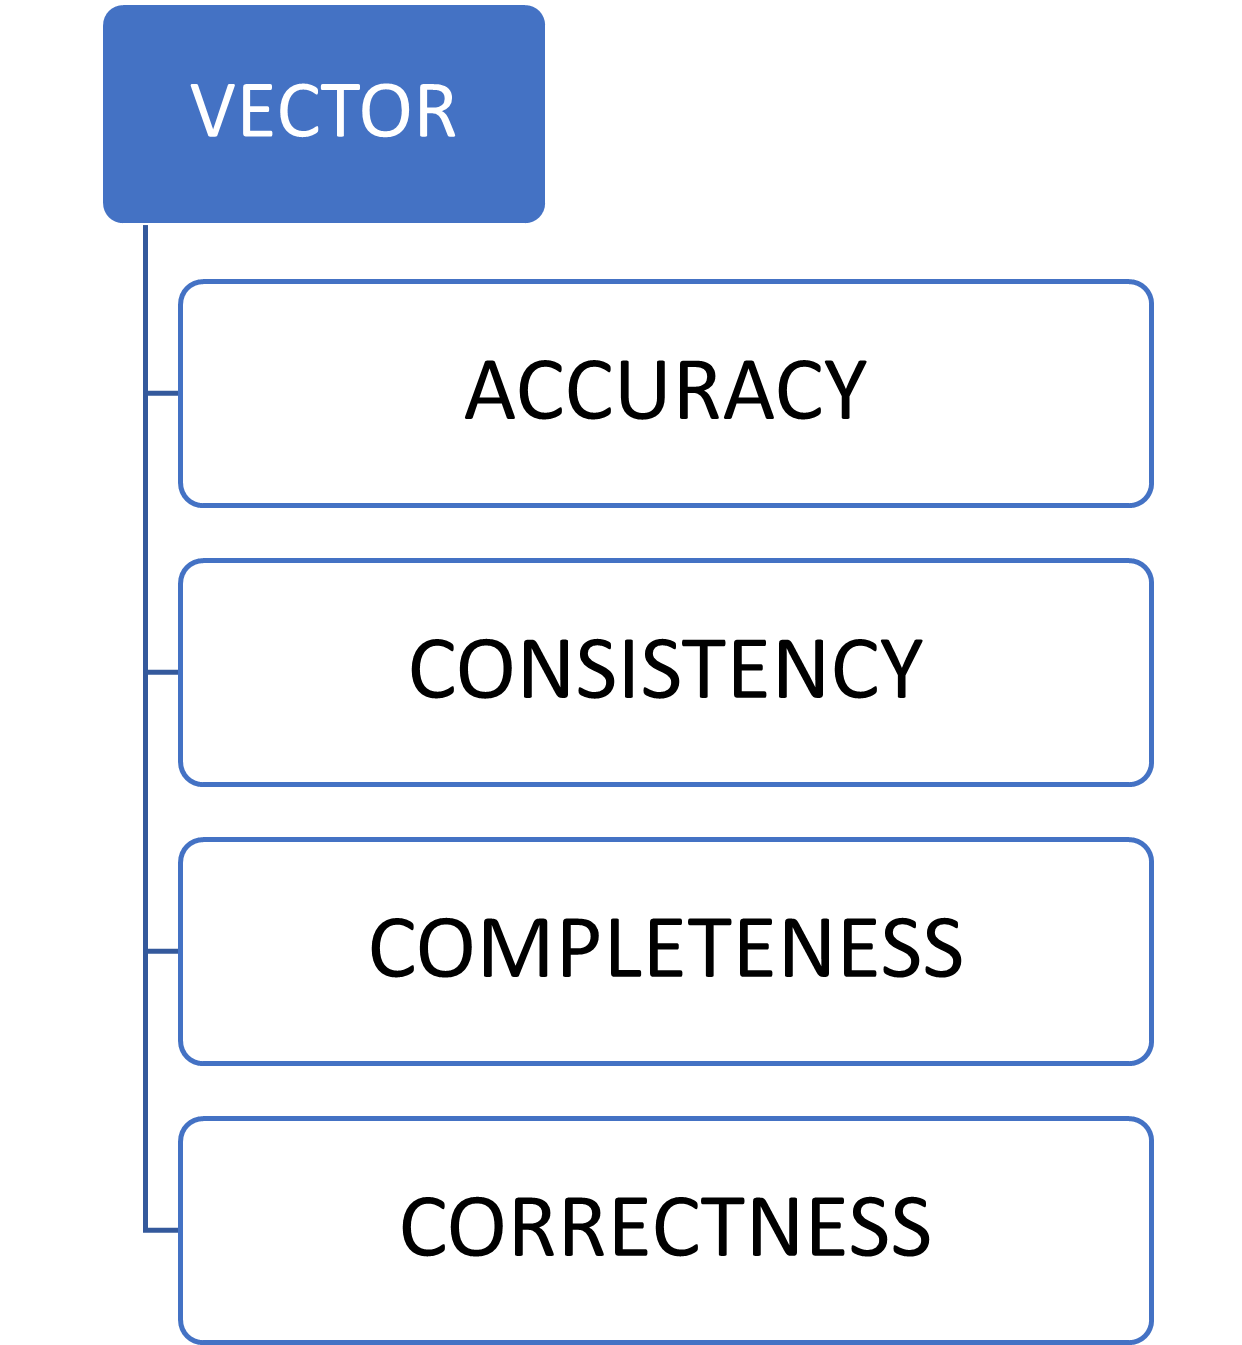 VECTOR
ACCURACY
CONSISTENCY
COMPLETENESS
CORRECTNESS